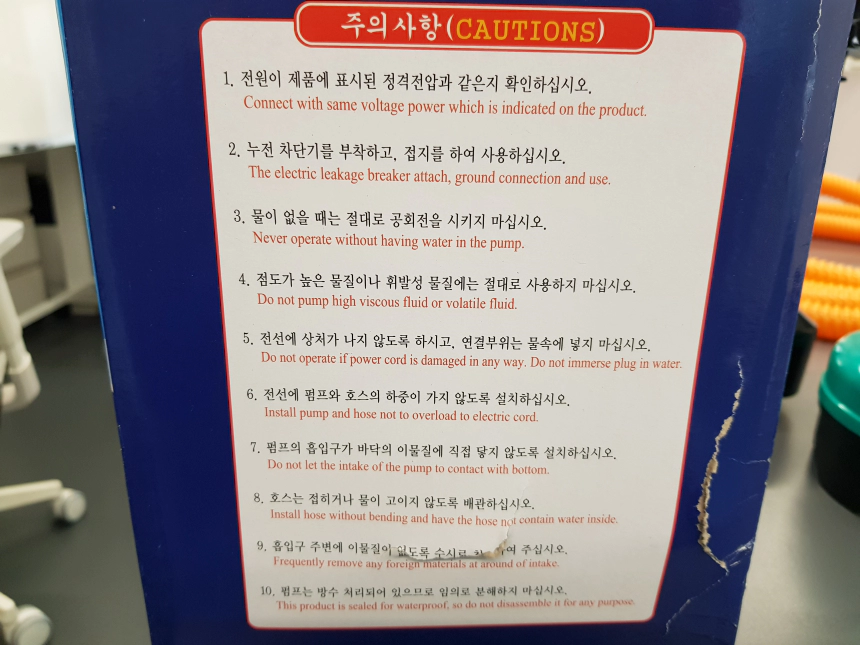 주의사항(CAUTIONS)
1. 전원이 제품에 표시된 정격전압과 같은지 확인하십시오.
Connect with same voltage power which is indicated on the product.
2. 누전 차단기를 부착하고, 접지를 하여 사용하십시오.
The electric leakage breaker attach, ground connection and use.
3. 물이 없을 때는 절대로 공회전을 시키지 마십시오.
Never operate without having water in the pump.
4. 점도가 높은 물질이나 휘발성 물질에는 절대로 사용하지 마십시오.
Do not pump high viscous fluid or volatile fluid.
5. 전선에 상처가 나지 않도록 하시고, 연결부위는 물속에 넣지 마십시오.
Do not operate if power cord is damaged in any way. Do not immerse plug in water.
6. 전선에 펌프와 호스의 하중이 가지 않도록 설치하십시오.
Install pump and hose not to overload to electric cord.
7. 펌프의 흡입구가 바닥의 이물질에 직접 닿지 않도록 설치하십시오.
Do not let the intake of the pump to contact with bottom.
8. 호스는 접히거나 물이 고이지 않도록 배관하십시오.
Install hose without bending and have the hose not contain water inside.
9. 흡입구 주변에 이물질이 없도록 수시로 주십시오.
Frequently remove any foreign materials at around of intake.
10. 펌프는 방수 처리되어 있으므로 임의로 분해하지 마십시오.
This product is sealed for waterproof, so do not disassemble it for any purpose.